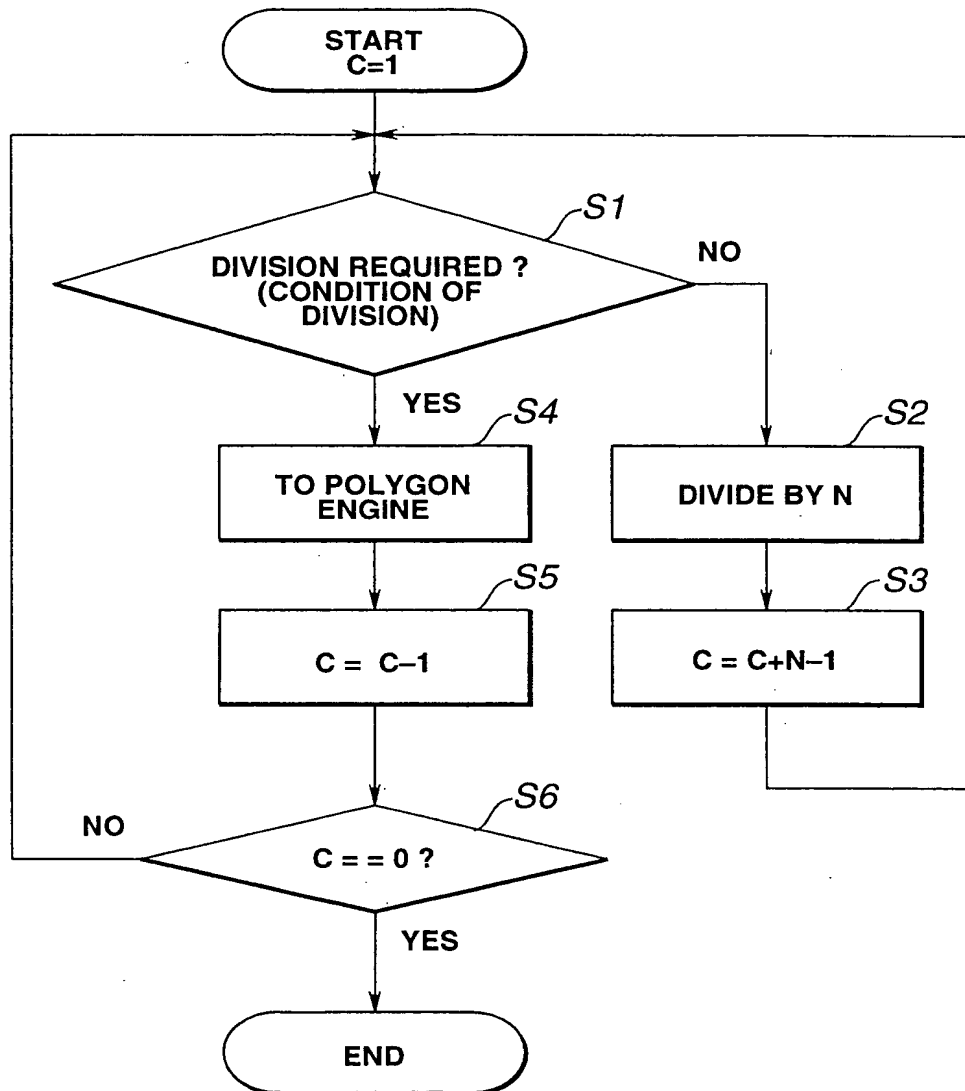 START
C=1
S1
DIVISION REQUIRED ?
(CONDITION OF
DIVISION)
NO
YES
S4
TO POLYGON
ENGINE
S2
DIVIDE BY N
S5
C = C–1
S3
C = C+N–1
S6
NO
C = = 0 ?
YES
END